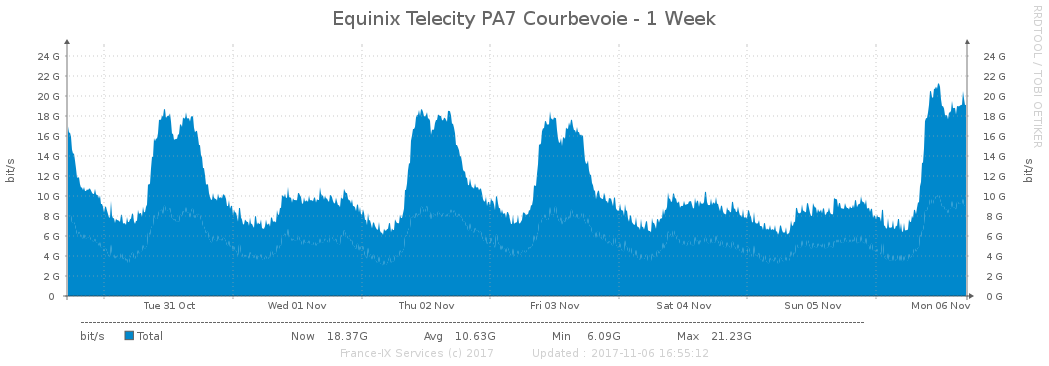 Equinix Telecity PA7 Courbevoie - 1 Week
RRDTOOL / TOBI OETIKER
bit/s
24 G 24 G
22 G 22 G
20 G 20 G
18 G 18 G
16 G 16 G
14 G 14 G
12 G 12 G
10 G 10 G
8 G 8 G
6 G 6 G
4 G 4 G
2 G 2 G
0 0 G
bit/s
Tue 31 Oct Wed 01 Nov Thu 02 Nov Fri 03 Nov Sat 04 Nov Sun 05 Nov Mon 06 Nov
bit/s Total Now 18.37G Avg 10.63G Min 6.09G Max 21.23G
France-IX Services (c) 2017 Updated : 2017-11-06 16:55:12